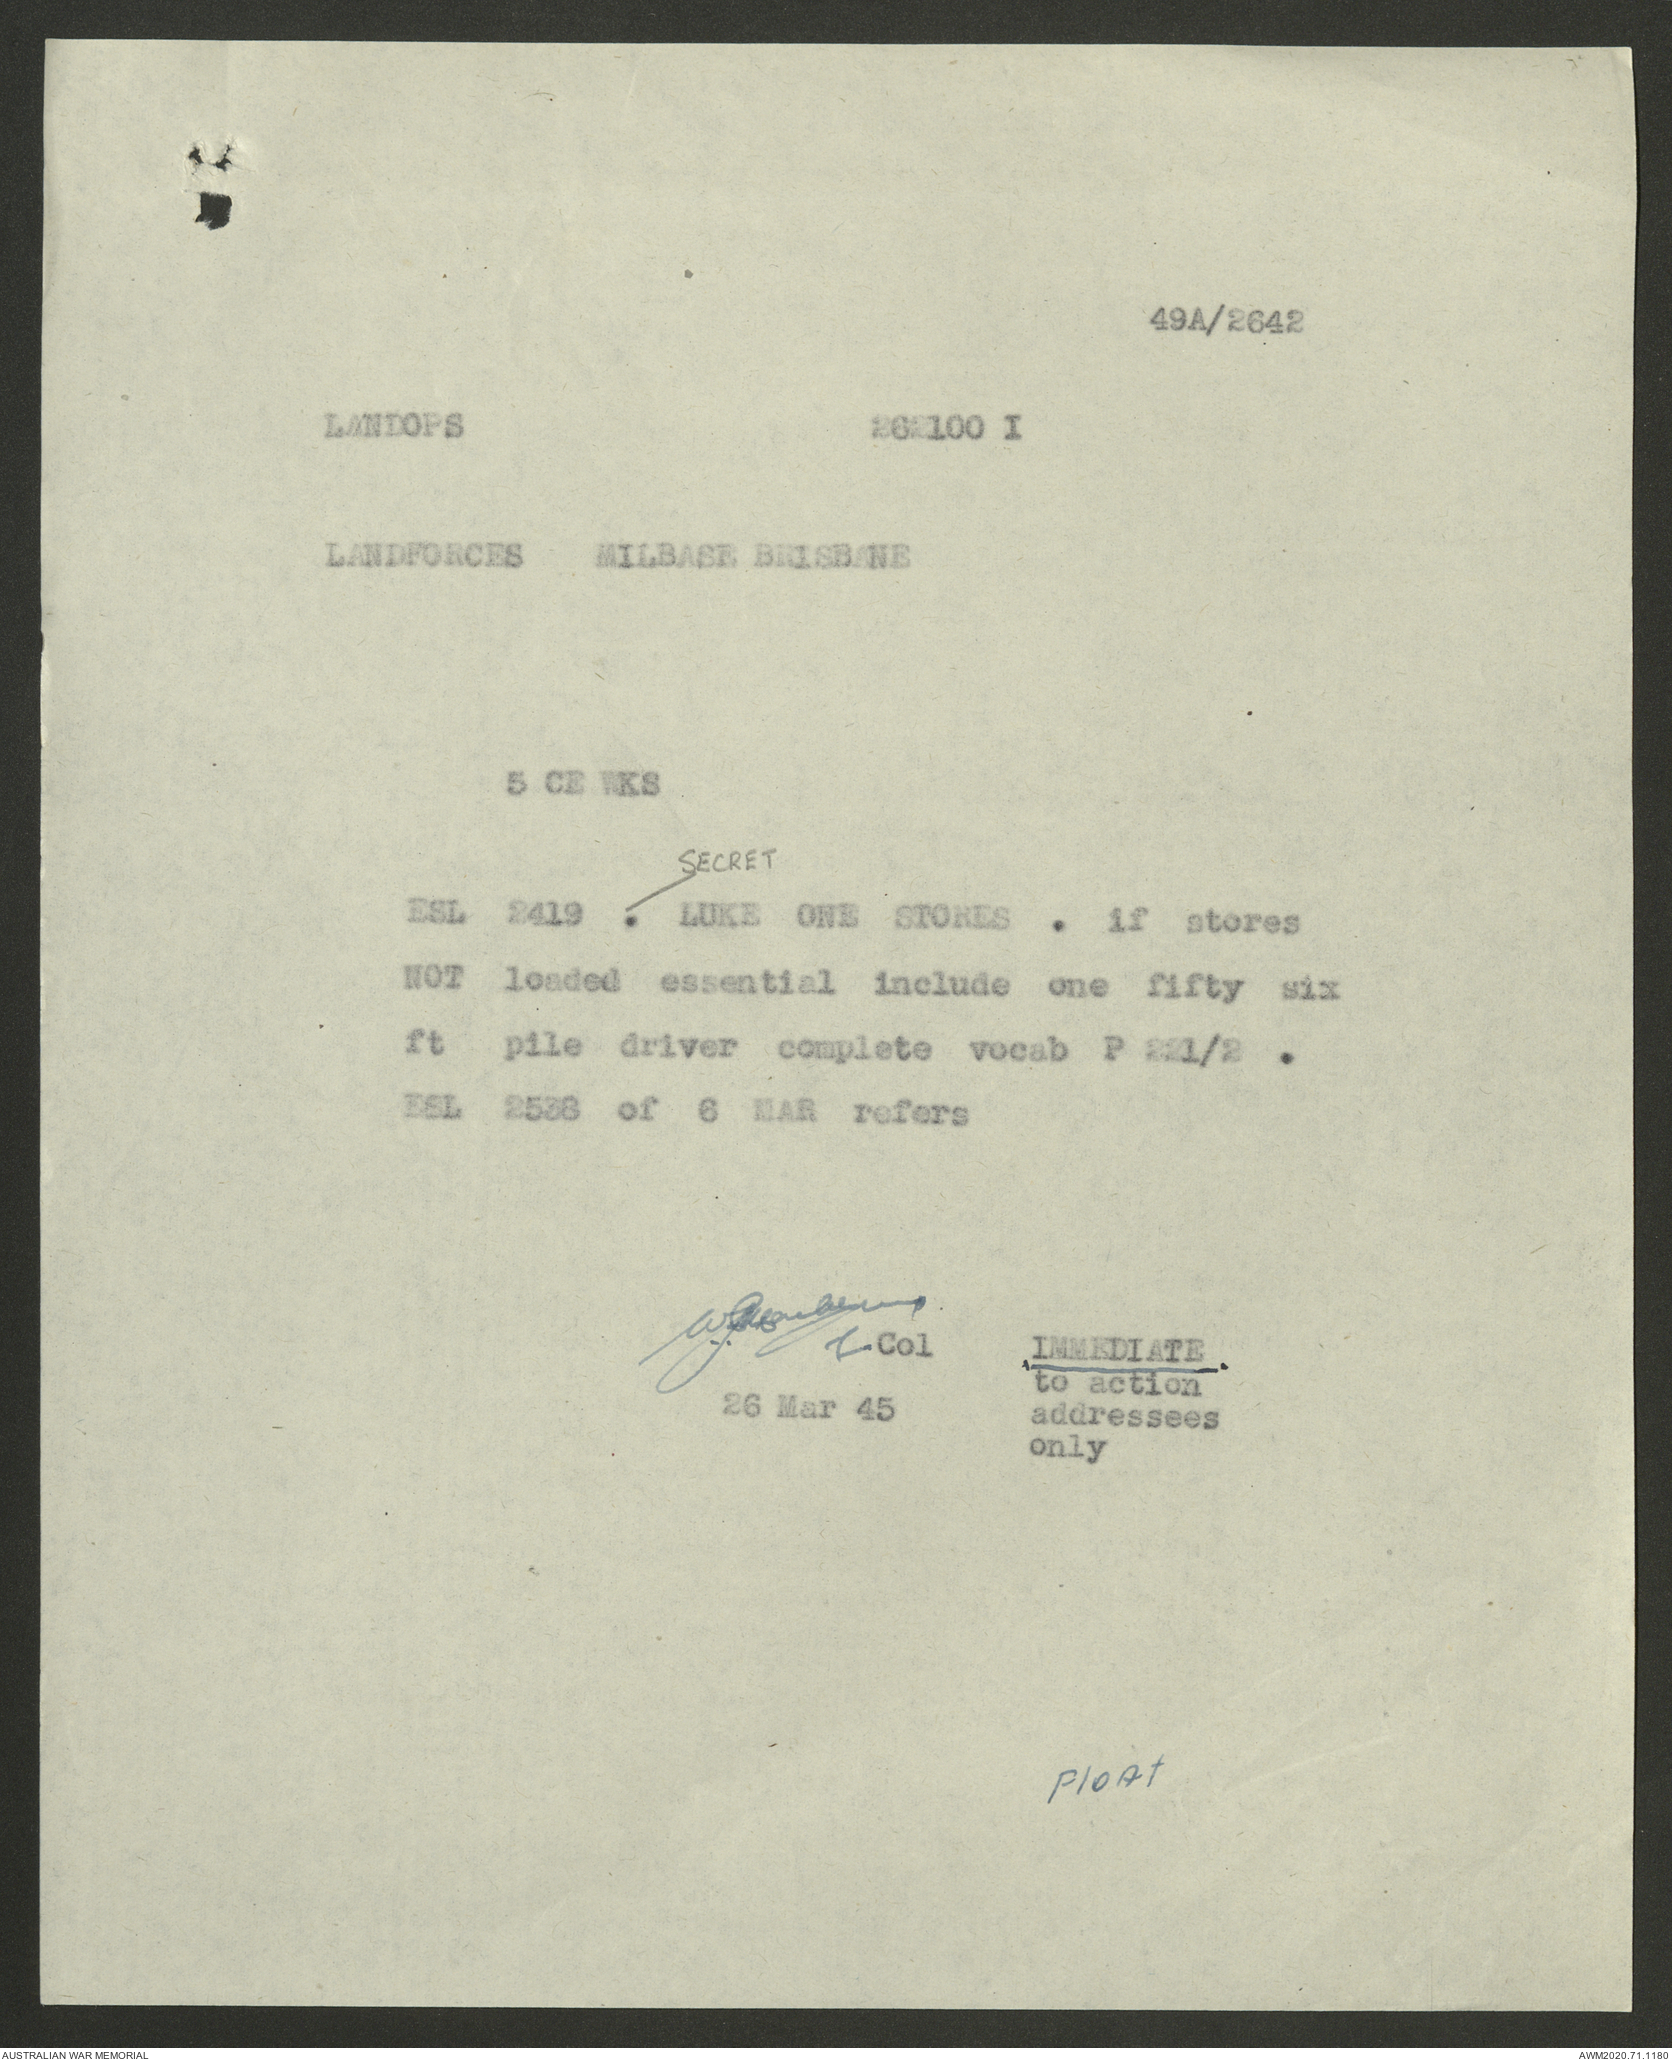 49A/2642
LANDOPS 262100 I
LANDFORCES MILBASE BRISBANE
5 CE WKS
SECRET
ESL 2419 . LUKE ONE STORES . if stores
NOT loaded essential include one fifty six
ft pile driver complete vocab P 221/2 .
ESL 2538 of 6 MAR refers
L.Col
26 Mar 45
IMMEDIATE
to action
addressees
only
FlOAt
AUSTRALIAN WAR MEMORIAL
AWM2020.71.1180